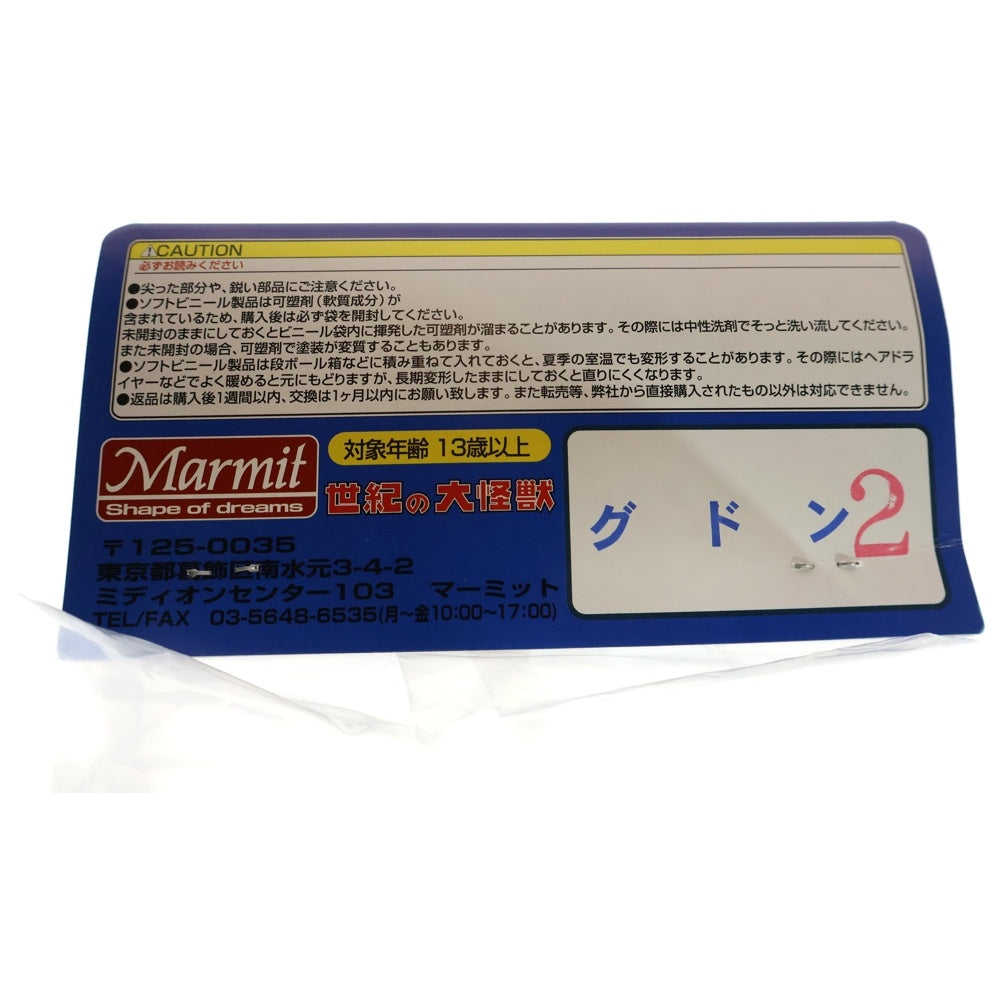 ⚠CAUTION
必ずお読みください
●尖った部分や、鋭い部品にご注意ください。
●ソフトビニール製品は可塑剤(軟質成分)が
含まれているため、購入後は必ず袋を開封してください。
未開封のままにしておくとビニール袋内に揮発した可塑剤が溜まることがあります。その際には中性洗剤でそっと洗い流してください。
また未開封の場合、可塑剤で塗装が変質することもあります。
●ソフトビニール製品は段ボール箱などに積み重ねて入れておくと、夏季の室温でも変形することがあります。その際にはヘアドラ
イヤーなどでよく暖めると元にもどりますが、長期変形したままにしておくと直りにくくなります。
●返品は購入後1週間以内、交換は1ヶ月以内にお願い致します。また転売等、弊社から直接購入されたもの以外は対応できません。
Marmit
Shape of dreams
対象年齢 13歳以上
世紀の大怪獣
〒125-0035
東京都葛飾区南水元3-4-2
ミディオンセンター103 マーミット
TEL/FAX 03-5648-6535(月〜金10:00〜17:00)
グドン2